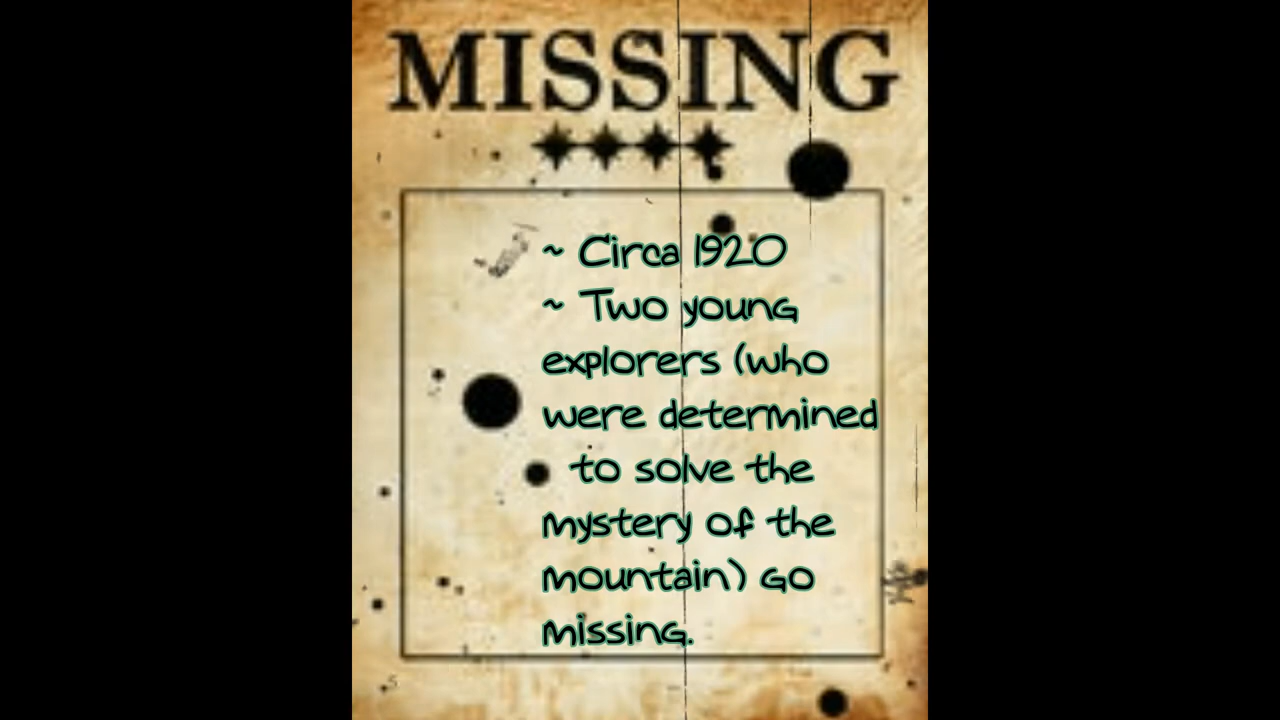 MISSING
~ Circa 1920
~ Two young
explorers (who
were determined
to solve the
mystery of the
mountain) go
missing.